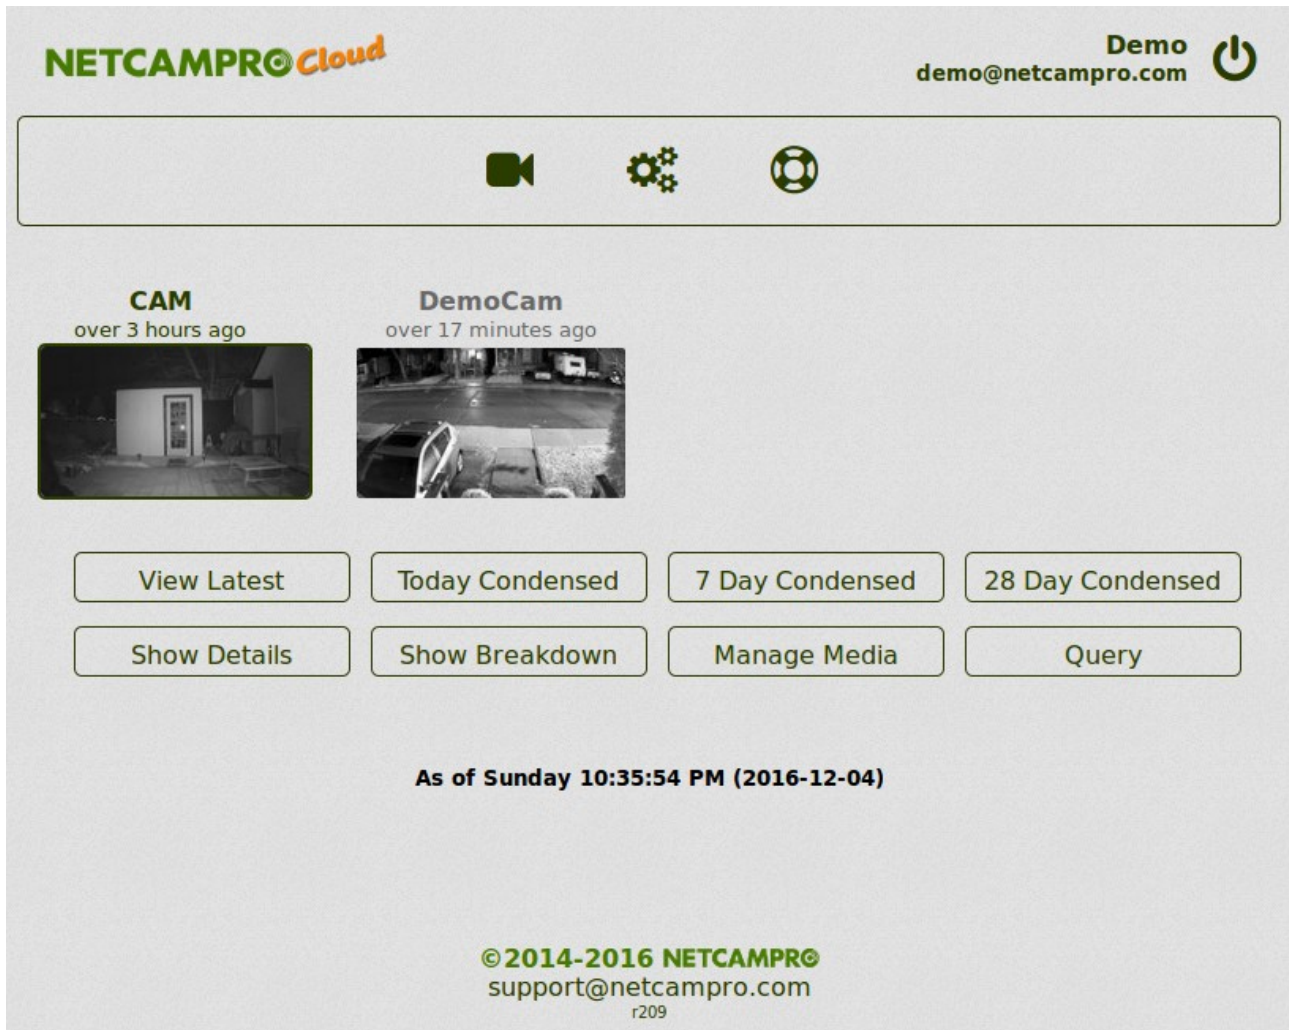 NETCAMPRO Cloud
Demo
demo@netcampro.com
CAM
over 3 hours ago
DemoCam
over 17 minutes ago
View Latest
Today Condensed
7 Day Condensed
28 Day Condensed
Show Details
Show Breakdown
Manage Media
Query
As of Sunday 10:35:54 PM (2016-12-04)
©2014-2016 NETCAMPRO
support@netcampro.com
r209